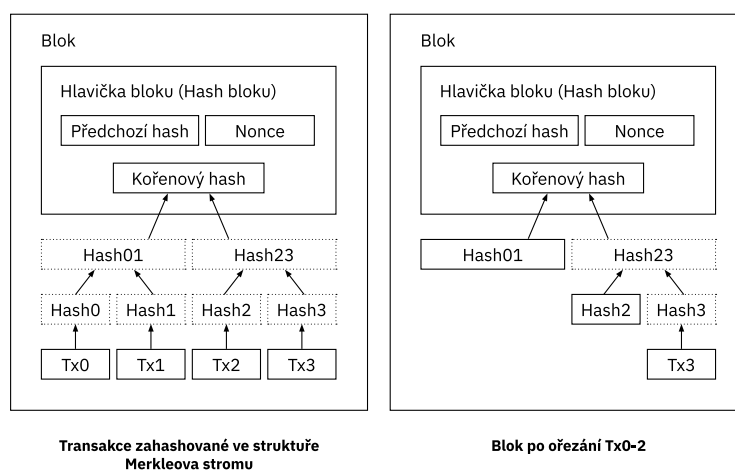 Blok
Hlavička bloku (Hash bloku)
Předchozí hash
Nonce
Kořenový hash
Hash01
Hash23
Hash0
Hash1
Hash2
Hash3
Tx0
Tx1
Tx2
Tx3
Transakce zahashované ve struktuře
Merkleova stromu
Blok
Hlavička bloku (Hash bloku)
Předchozí hash
Nonce
Kořenový hash
Hash01
Hash23
Hash2
Hash3
Tx3
Blok po ořezání Tx0-2